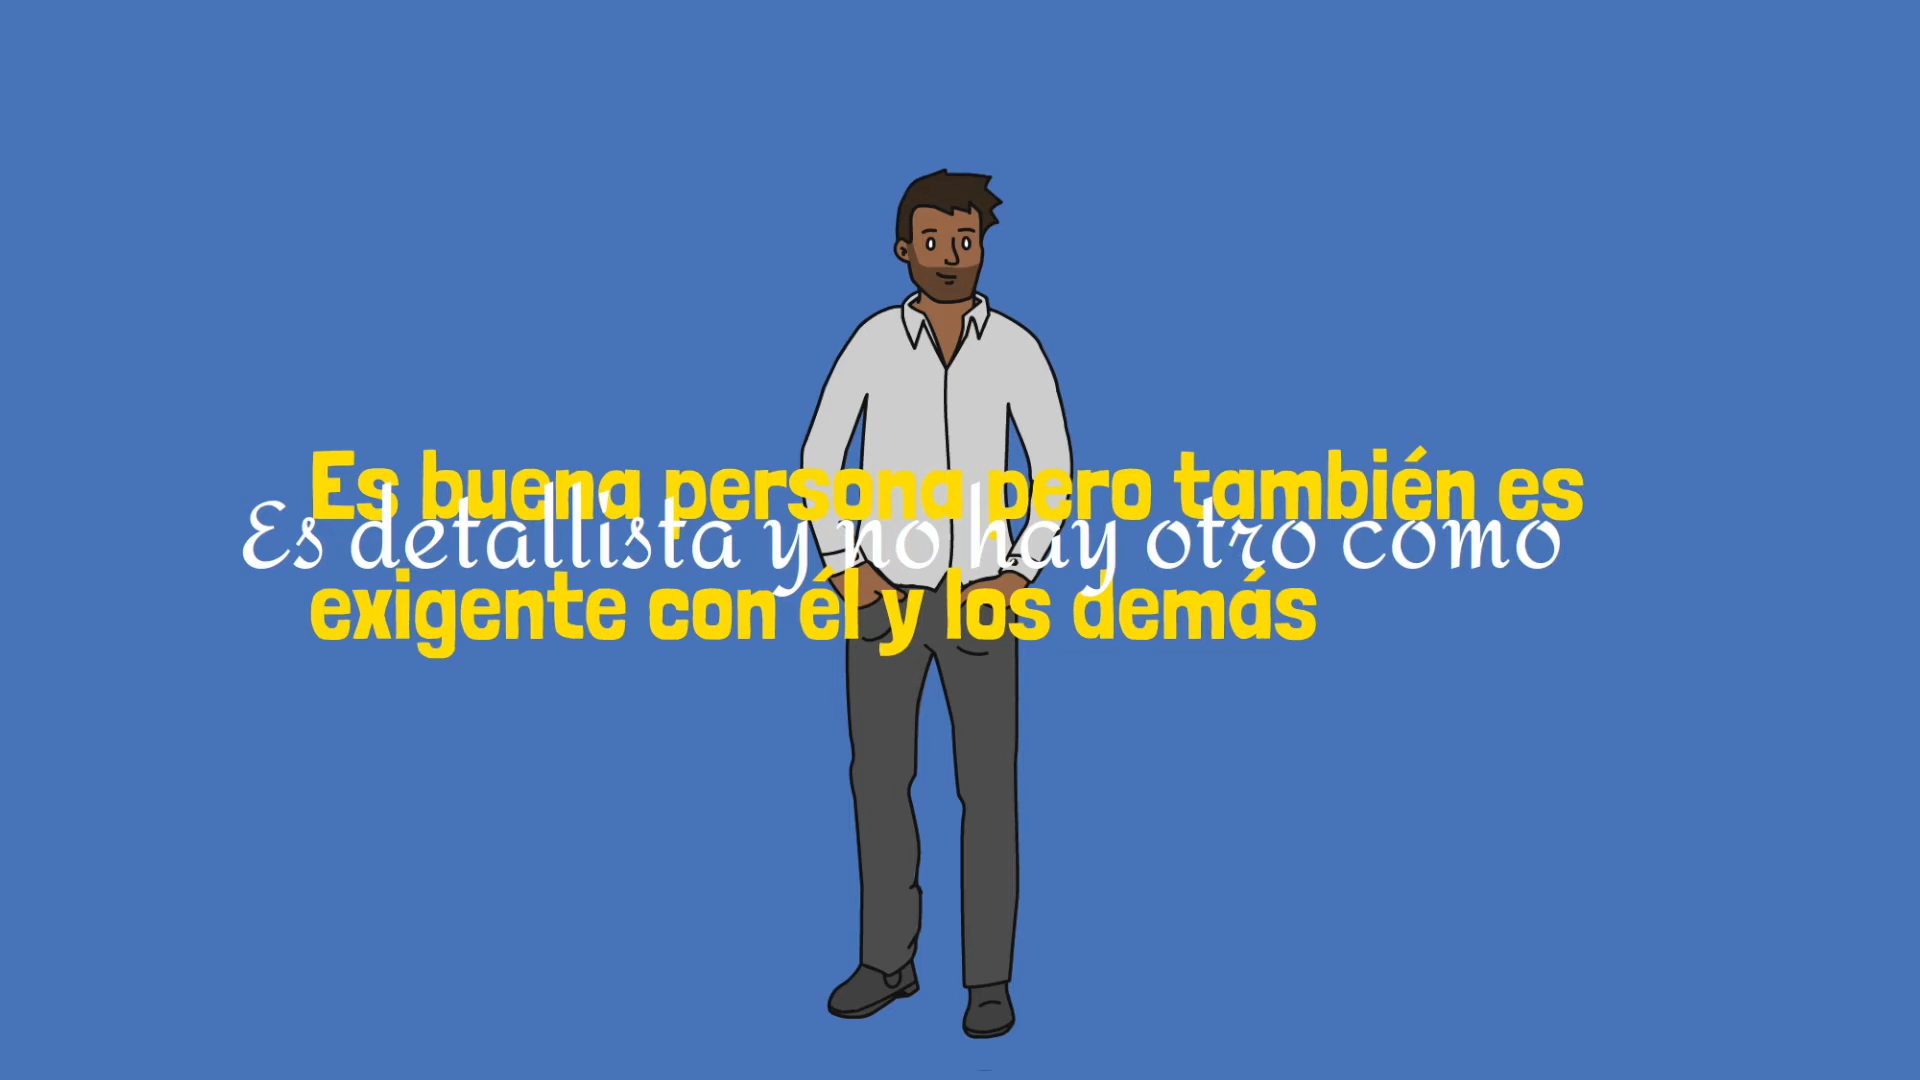 Es buena persona pero también es
Es detallista y no hay otro como
exigente con él y los demás